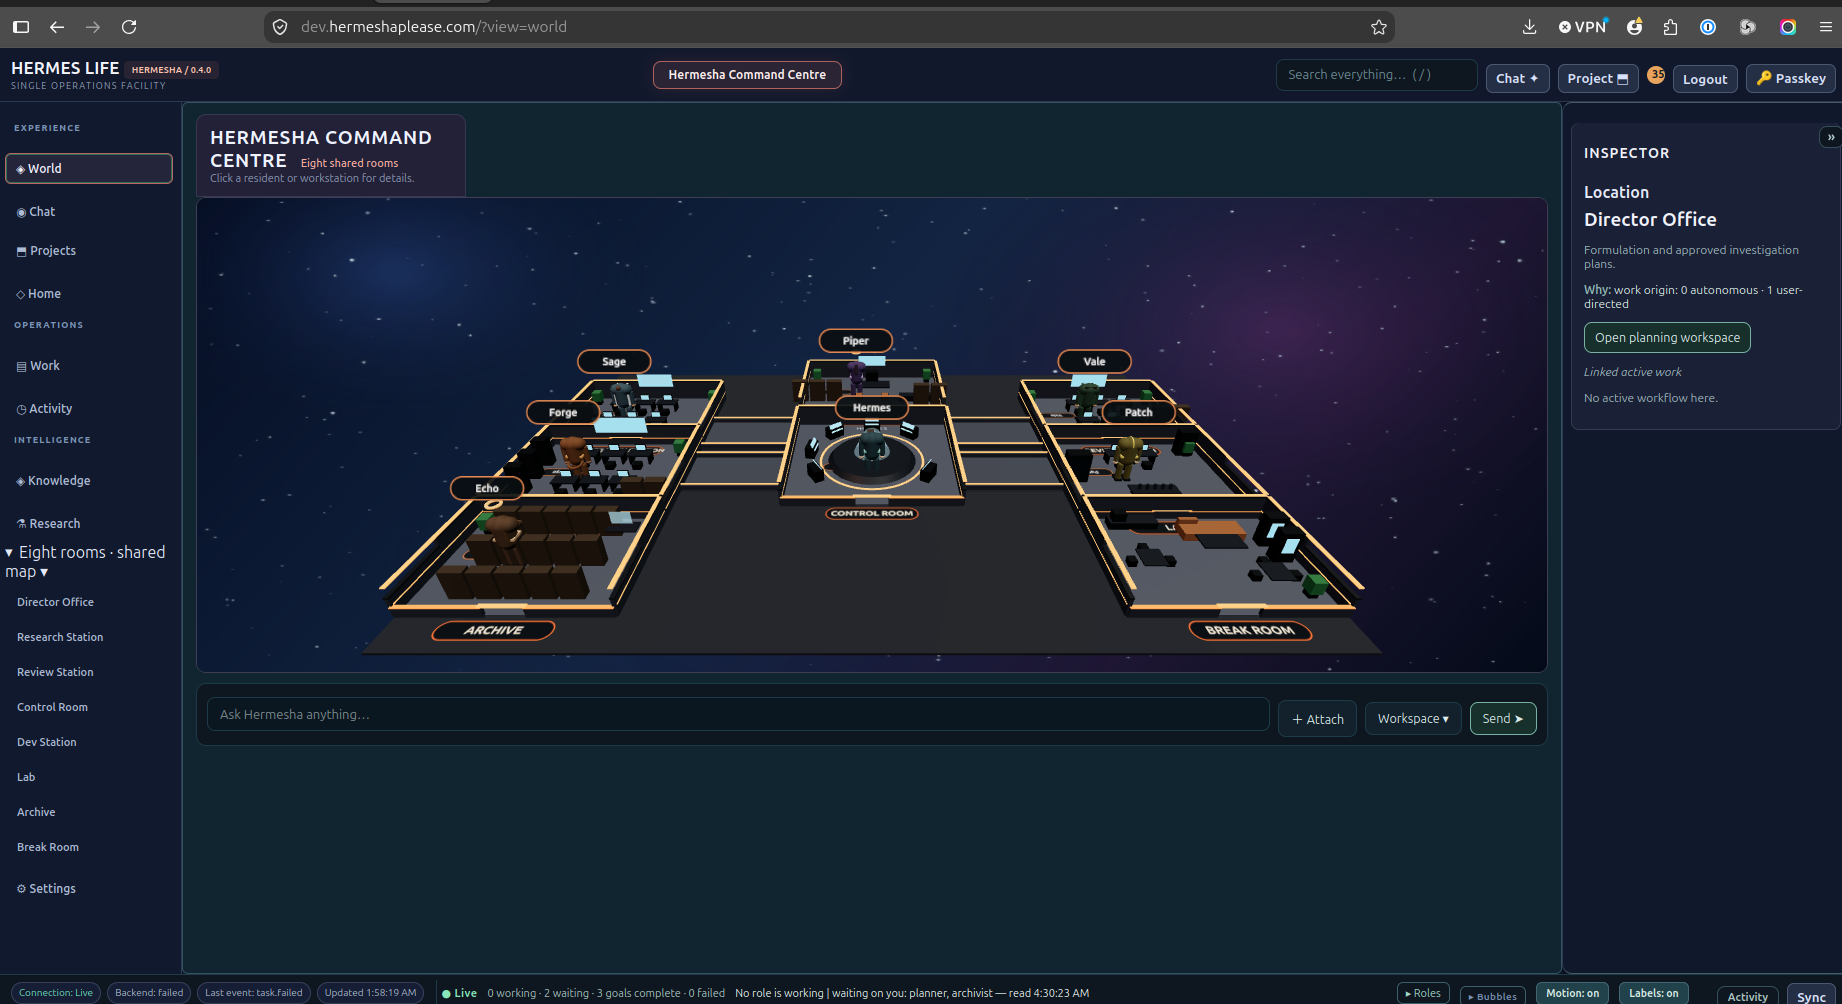 dev.hermeshaplease.com/?view=world
VPN
HERMES LIFE HERMESHA / 0.4.0
SINGLE OPERATIONS FACILITY
Hermesha Command Centre
Search everything... (/)
Chat ✦
Project ⬒
35
Logout
🔑 Passkey
EXPERIENCE
◈ World
◉ Chat
⬒ Projects
◇ Home
OPERATIONS
▤ Work
◷ Activity
INTELLIGENCE
◈ Knowledge
⚗ Research
▾ Eight rooms · shared
map ▾
Director Office
Research Station
Review Station
Control Room
Dev Station
Lab
Archive
Break Room
⚙ Settings
HERMESHA COMMAND
CENTRE Eight shared rooms
Click a resident or workstation for details.
Piper
Sage
Vale
Forge
Hermes
Patch
Echo
CONTROL ROOM
ARCHIVE
BREAK ROOM
Ask Hermesha anything...
+ Attach
Workspace ▾
Send ➤
»
INSPECTOR
Location
Director Office
Formulation and approved investigation
plans.
Why: work origin: 0 autonomous · 1 user-
directed
Open planning workspace
Linked active work
No active workflow here.
Connection: Live
Backend: failed
Last event: task.failed
Updated 1:58:19 AM
● Live 0 working · 2 waiting · 3 goals complete · 0 failed No role is working | waiting on you: planner, archivist — read 4:30:23 AM
▸ Roles
▸ Bubbles
Motion: on
Labels: on
Activity
Sync